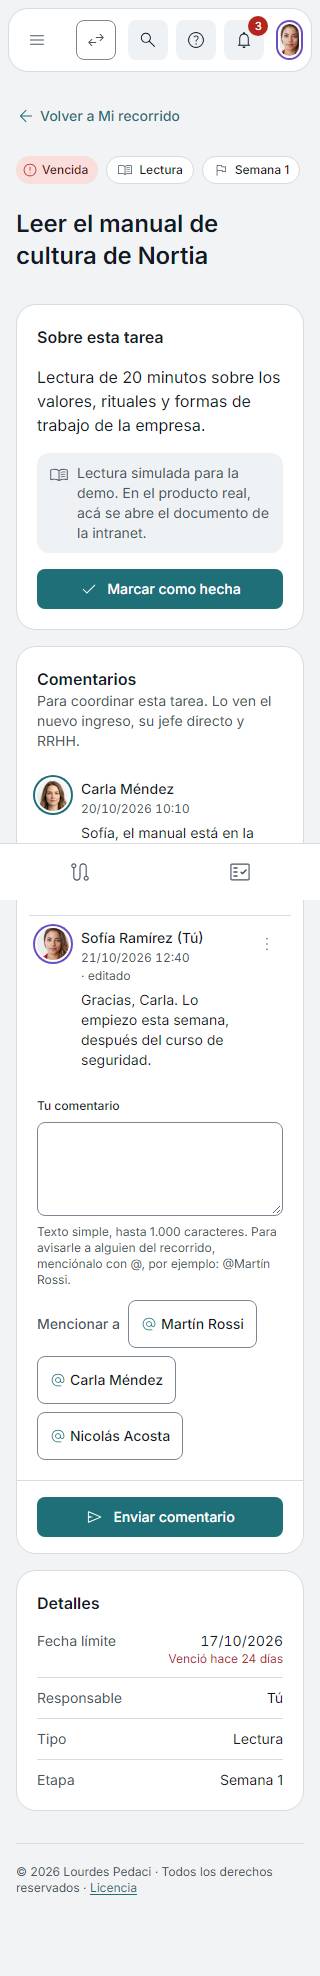 3
Volver a Mi recorrido
Vencida
Lectura
Semana 1
Leer el manual de
cultura de Nortia
Sobre esta tarea
Lectura de 20 minutos sobre los
valores, rituales y formas de
trabajo de la empresa.
Lectura simulada para la
demo. En el producto real,
acá se abre el documento de
la intranet.
Marcar como hecha
Comentarios
Para coordinar esta tarea. Lo ven el
nuevo ingreso, su jefe directo y
RRHH.
Carla Méndez
20/10/2026 10:10
Sofía, el manual está en la
Sofía Ramírez (Tú)
21/10/2026 12:40
· editado
Gracias, Carla. Lo
empiezo esta semana,
después del curso de
seguridad.
Tu comentario
Texto simple, hasta 1.000 caracteres. Para
avisarle a alguien del recorrido,
menciónalo con @, por ejemplo: @Martín
Rossi.
Mencionar a
@ Martín Rossi
@ Carla Méndez
@ Nicolás Acosta
Enviar comentario
Detalles
Fecha límite
17/10/2026
Venció hace 24 días
Responsable
Tú
Tipo
Lectura
Etapa
Semana 1
© 2026 Lourdes Pedaci · Todos los derechos
reservados · Licencia